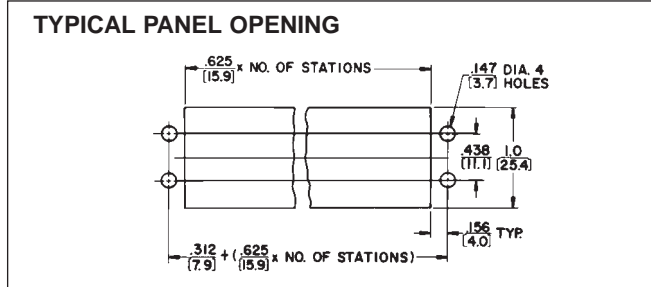 TYPICAL PANEL OPENING
.625
[15.9] x NO. OF STATIONS
.147 DIA. 4
[3.7] HOLES
.438
[11.1]
1.0
[25.4]
.156
[4.0] TYP.
.312
[7.9] + (.625
[15.9] x NO. OF STATIONS)